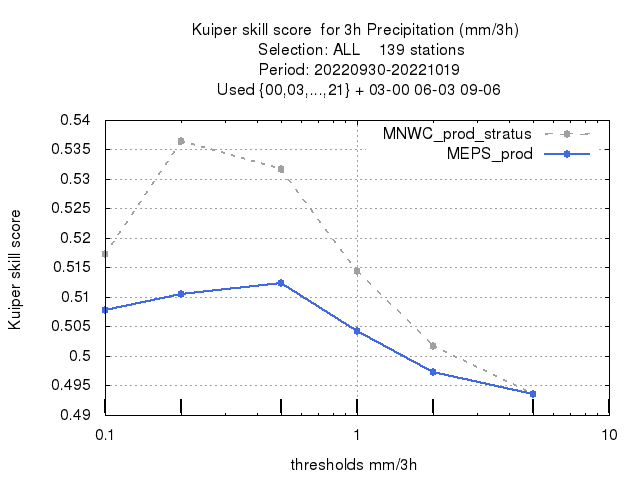 Kuiper skill score  for 3h Precipitation (mm/3h)
Selection: ALL    139 stations
Period: 20220930-20221019
Used {00,03,...,21} + 03-00 06-03 09-06
MNWC_prod_stratus
MEPS_prod
Kuiper skill score
0.54
0.535
0.53
0.525
0.52
0.515
0.51
0.505
0.5
0.495
0.49
0.1 1 10
thresholds mm/3h